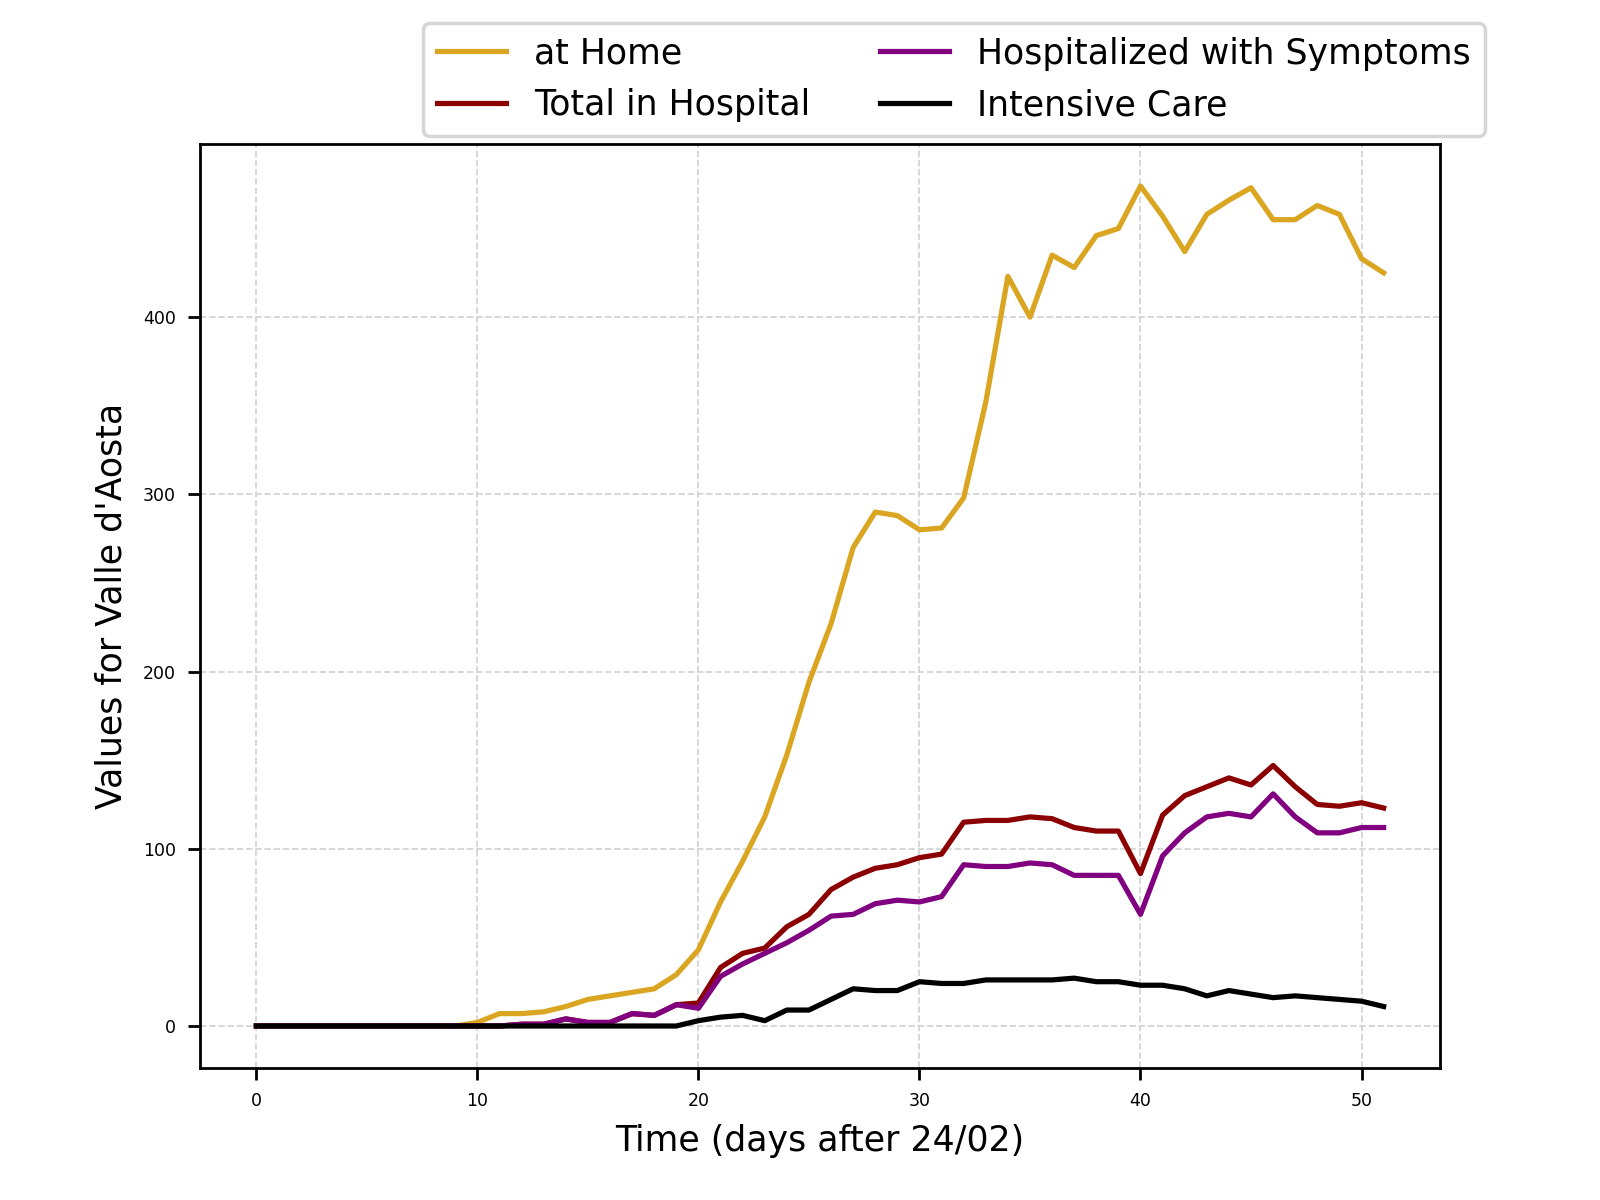 at Home
Total in Hospital
Hospitalized with Symptoms
Intensive Care
Values for Valle d'Aosta
400
300
200
100
0
0 10 20 30 40 50
Time (days after 24/02)